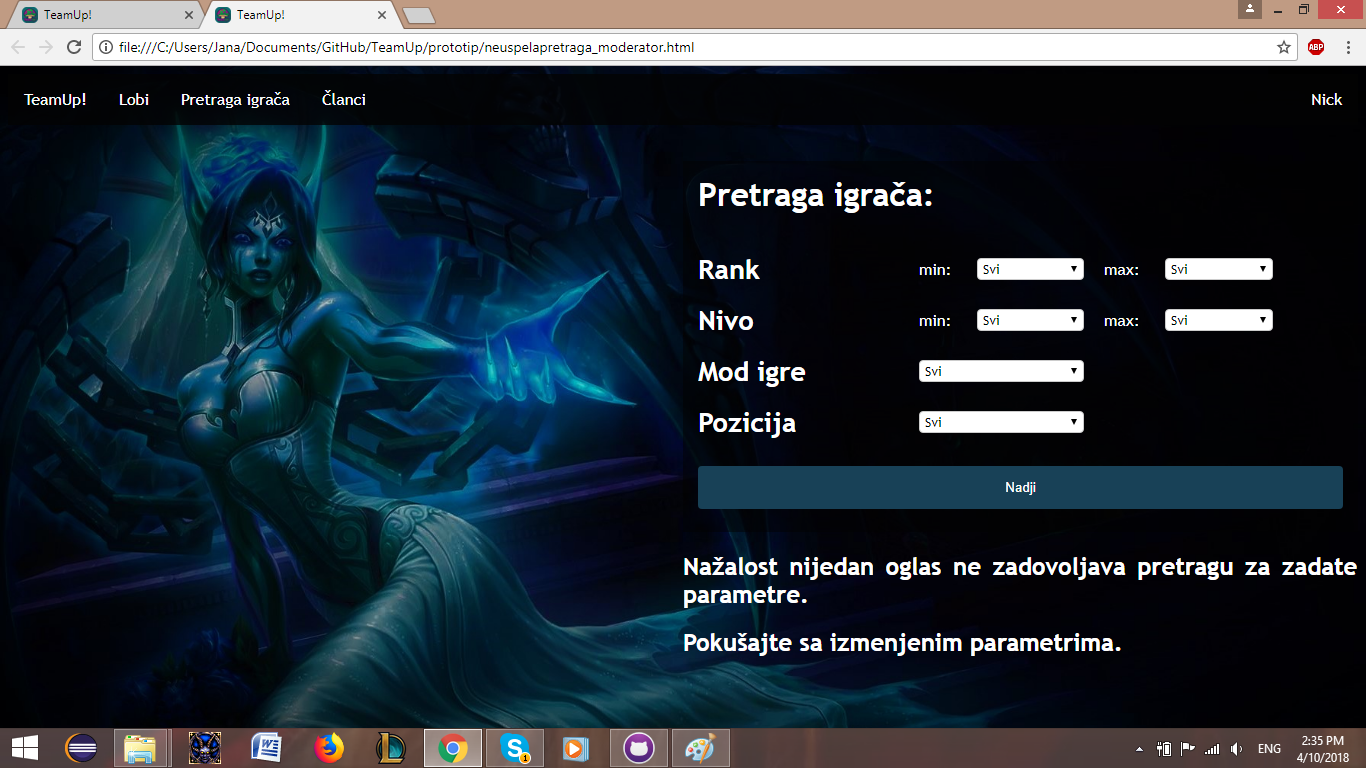 TeamUp!
TeamUp!
file:///C:/Users/Jana/Documents/GitHub/TeamUp/prototip/neuspelapretraga_moderator.html
ABP
TeamUp! Lobi Pretraga igrača Članci Nick
Pretraga igrača:
Rank min: Svi max: Svi
Nivo min: Svi max: Svi
Mod igre Svi
Pozicija Svi
Nadji
Nažalost nijedan oglas ne zadovoljava pretragu za zadate
parametre.
Pokušajte sa izmenjenim parametrima.
1
ENG
2:35 PM
4/10/2018